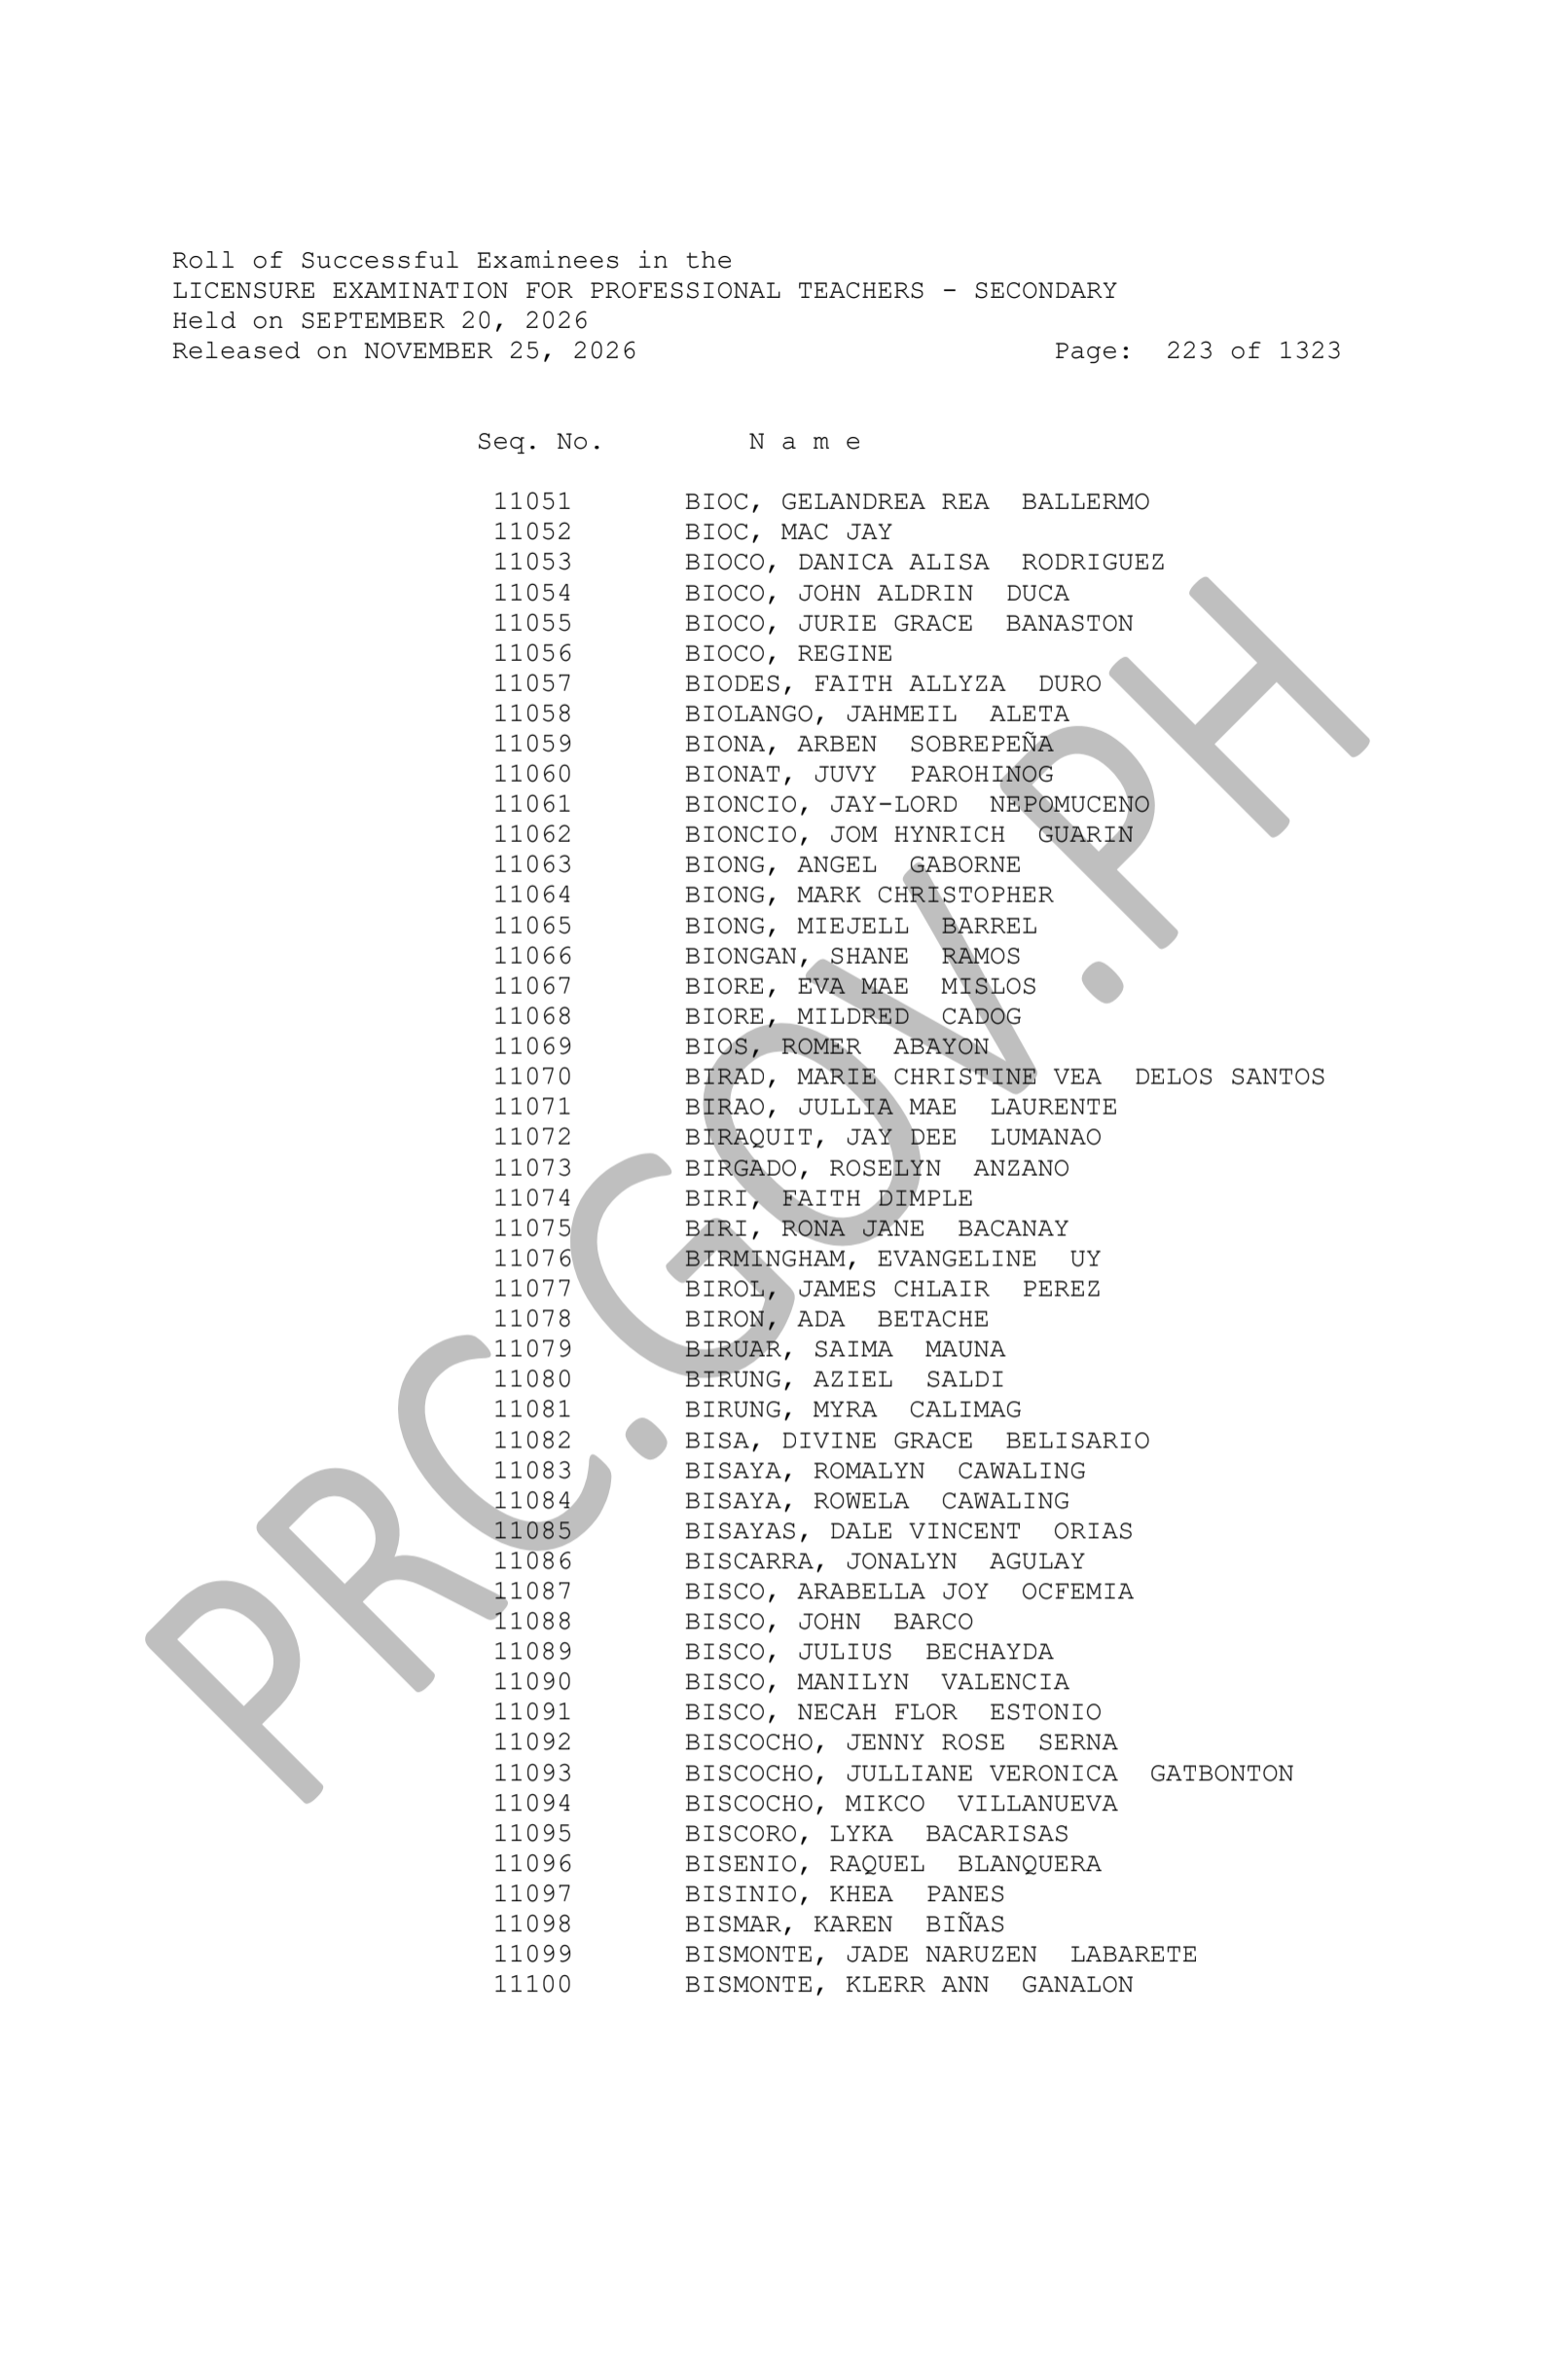 Roll of Successful Examinees in the
LICENSURE EXAMINATION FOR PROFESSIONAL TEACHERS - SECONDARY
Held on SEPTEMBER 20, 2026
Released on NOVEMBER 25, 2026 Page: 223 of 1323
Seq. No. N a m e
11051 BIOC, GELANDREA REA BALLERMO
11052 BIOC, MAC JAY
11053 BIOCO, DANICA ALISA RODRIGUEZ
11054 BIOCO, JOHN ALDRIN DUCA
11055 BIOCO, JURIE GRACE BANASTON
11056 BIOCO, REGINE
11057 BIODES, FAITH ALLYZA DURO
11058 BIOLANGO, JAHMEIL ALETA
11059 BIONA, ARBEN SOBREPEÑA
11060 BIONAT, JUVY PAROHINOG
11061 BIONCIO, JAY-LORD NEPOMUCENO
11062 BIONCIO, JOM HYNRICH GUARIN
11063 BIONG, ANGEL GABORNE
11064 BIONG, MARK CHRISTOPHER
11065 BIONG, MIEJELL BARREL
11066 BIONGAN, SHANE RAMOS
11067 BIORE, EVA MAE MISLOS
11068 BIORE, MILDRED CADOG
11069 BIOS, ROMER ABAYON
11070 BIRAD, MARIE CHRISTINE VEA DELOS SANTOS
11071 BIRAO, JULLIA MAE LAURENTE
11072 BIRAQUIT, JAY DEE LUMANAO
11073 BIRGADO, ROSELYN ANZANO
11074 BIRI, FAITH DIMPLE
11075 BIRI, RONA JANE BACANAY
11076 BIRMINGHAM, EVANGELINE UY
11077 BIROL, JAMES CHLAIR PEREZ
11078 BIRON, ADA BETACHE
11079 BIRUAR, SAIMA MAUNA
11080 BIRUNG, AZIEL SALDI
11081 BIRUNG, MYRA CALIMAG
11082 BISA, DIVINE GRACE BELISARIO
11083 BISAYA, ROMALYN CAWALING
11084 BISAYA, ROWELA CAWALING
11085 BISAYAS, DALE VINCENT ORIAS
11086 BISCARRA, JONALYN AGULAY
11087 BISCO, ARABELLA JOY OCFEMIA
11088 BISCO, JOHN BARCO
11089 BISCO, JULIUS BECHAYDA
11090 BISCO, MANILYN VALENCIA
11091 BISCO, NECAH FLOR ESTONIO
11092 BISCOCHO, JENNY ROSE SERNA
11093 BISCOCHO, JULLIANE VERONICA GATBONTON
11094 BISCOCHO, MIKCO VILLANUEVA
11095 BISCORO, LYKA BACARISAS
11096 BISENIO, RAQUEL BLANQUERA
11097 BISINIO, KHEA PANES
11098 BISMAR, KAREN BIÑAS
11099 BISMONTE, JADE NARUZEN LABARETE
11100 BISMONTE, KLERR ANN GANALON
PRC.GOV.PH